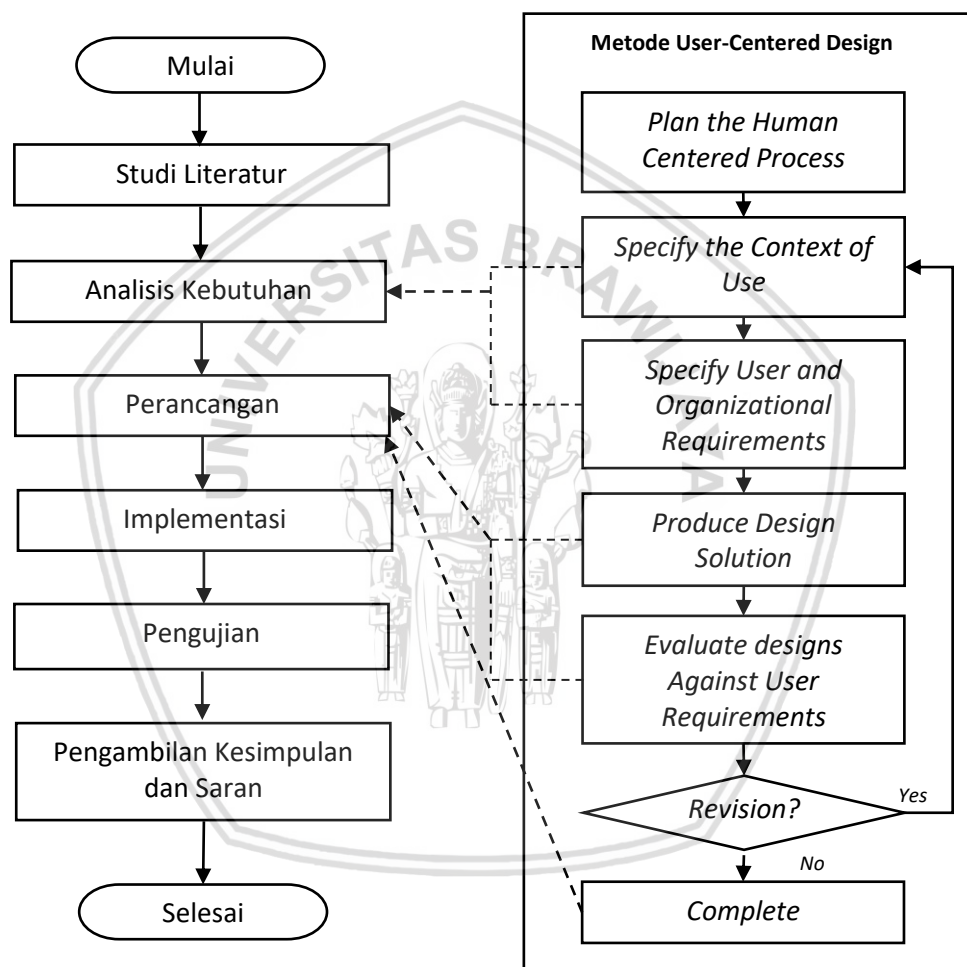 Mulai
Studi Literatur
Analisis Kebutuhan
Perancangan
Implementasi
Pengujian
Pengambilan Kesimpulan
dan Saran
Selesai
Metode User-Centered Design
Plan the Human
Centered Process
Specify the Context of
Use
Specify User and
Organizational
Requirements
Produce Design
Solution
Evaluate designs
Against User
Requirements
Revision?
Yes
No
Complete
UNIVERSITAS BRAWIJAYA